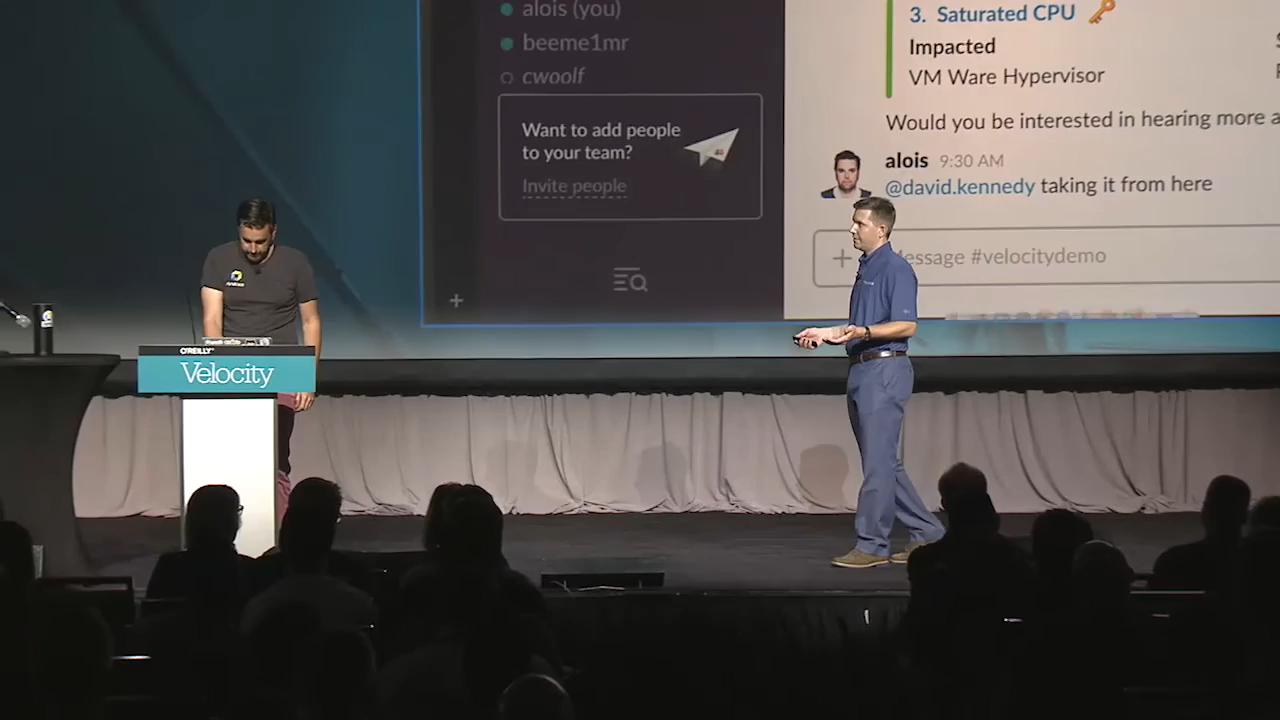 alois (you)
beeme1mr
cwoolf
Want to add people
to your team?
Invite people
+
3. Saturated CPU
Impacted
VM Ware Hypervisor
Would you be interested in hearing more a
alois 9:30 AM
@david.kennedy taking it from here
+ essage #velocitydemo
O'REILLY
Velocity